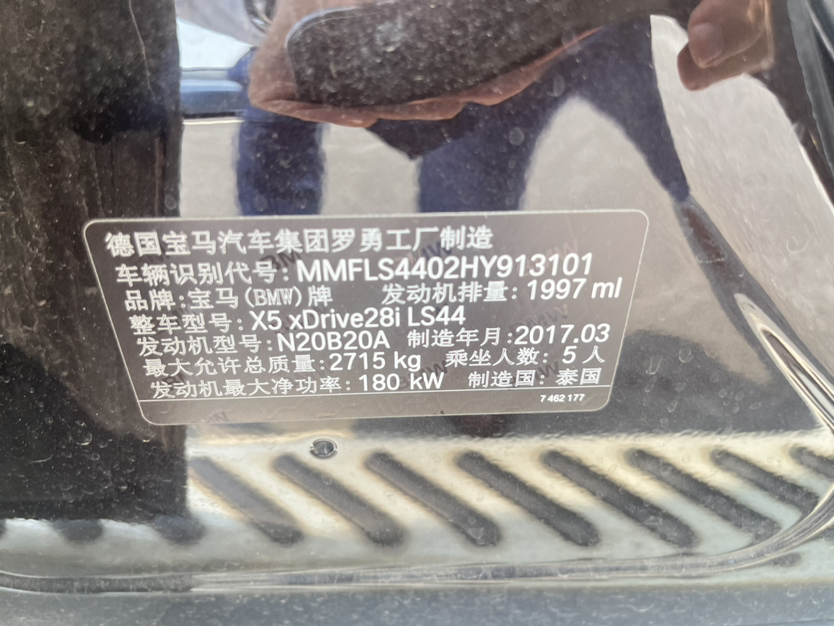 德国宝马汽车集团罗勇工厂制造
车辆识别代号: MMFLS4402HY913101
品牌:宝马(BMW)牌 发动机排量: 1997 ml
整车型号: X5 xDrive28i LS44
发动机型号: N20B20A 制造年月:2017.03
最大允许总质量: 2715 kg 乘坐人数: 5 人
发动机最大净功率: 180 kW 制造国: 泰国
7 462 177